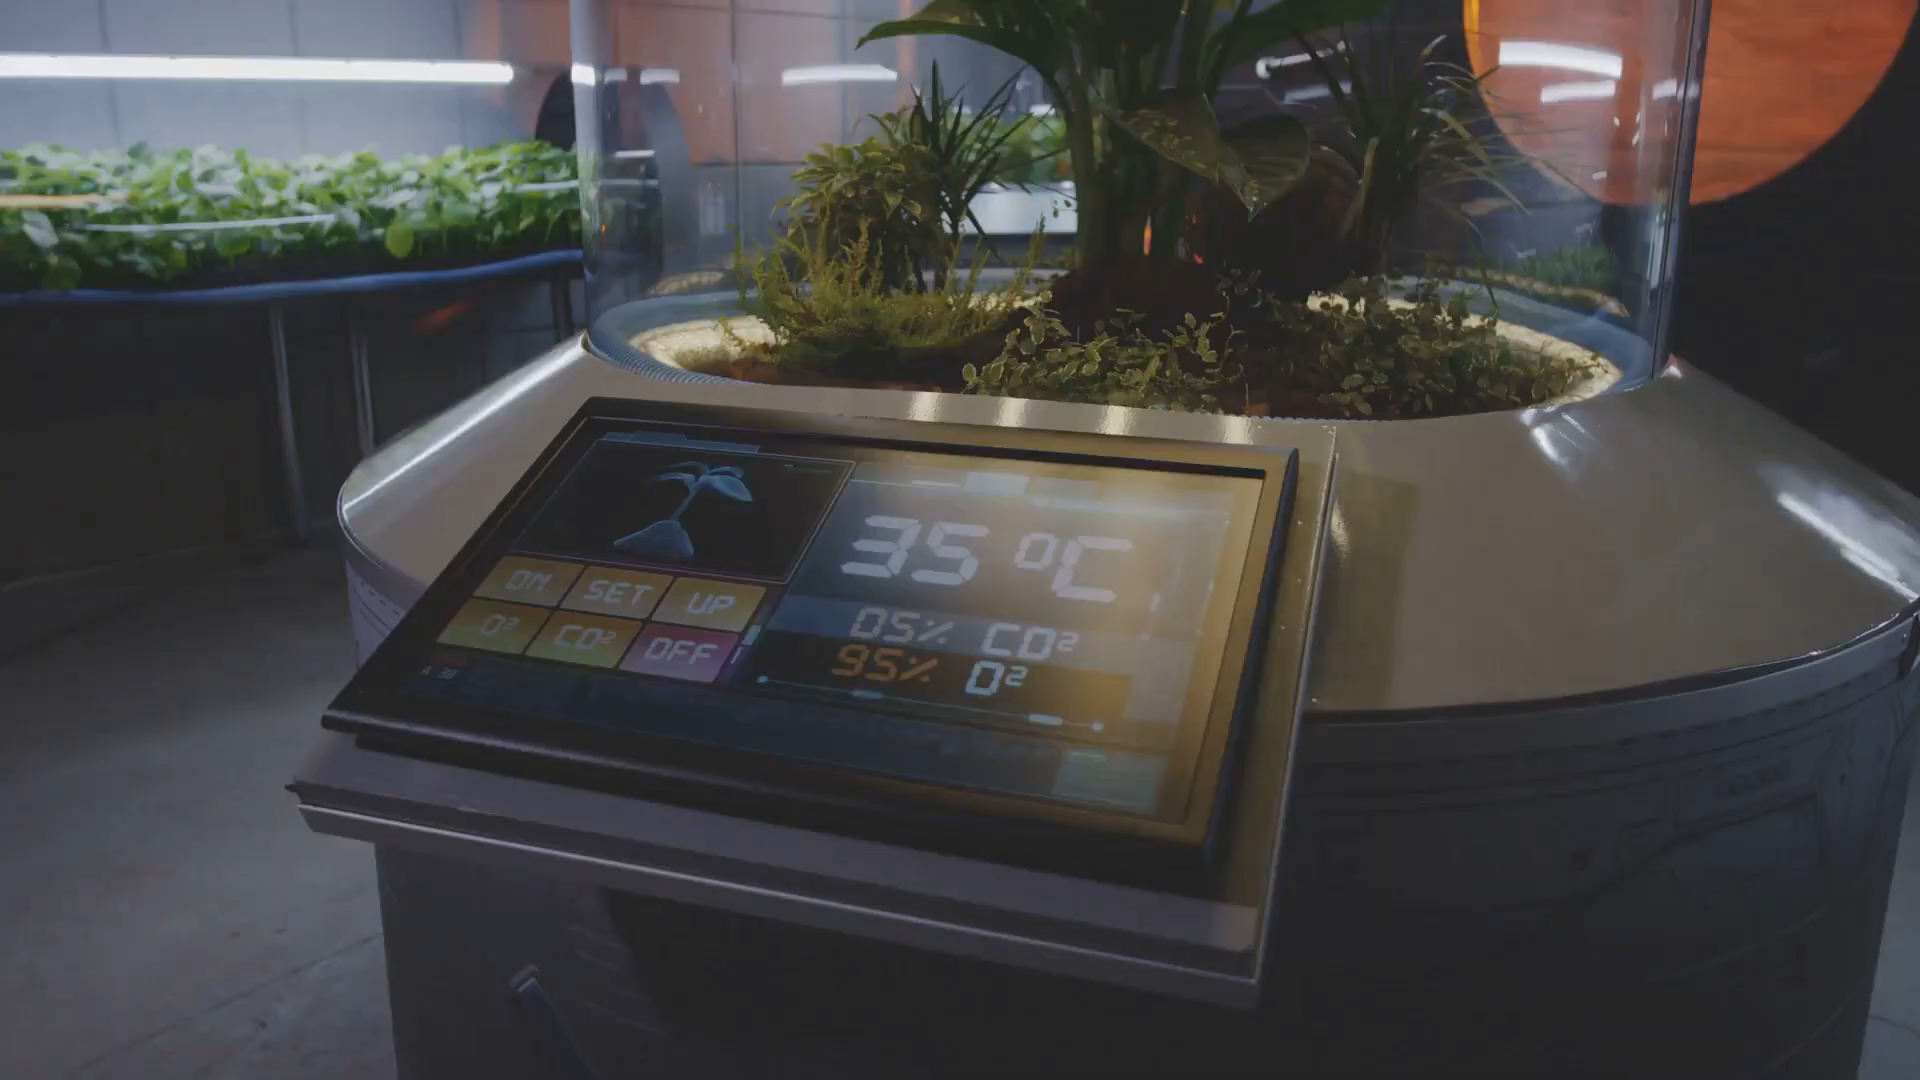 35 °C
ON SET UP
O² CO² OFF
05% CO²
95% O²